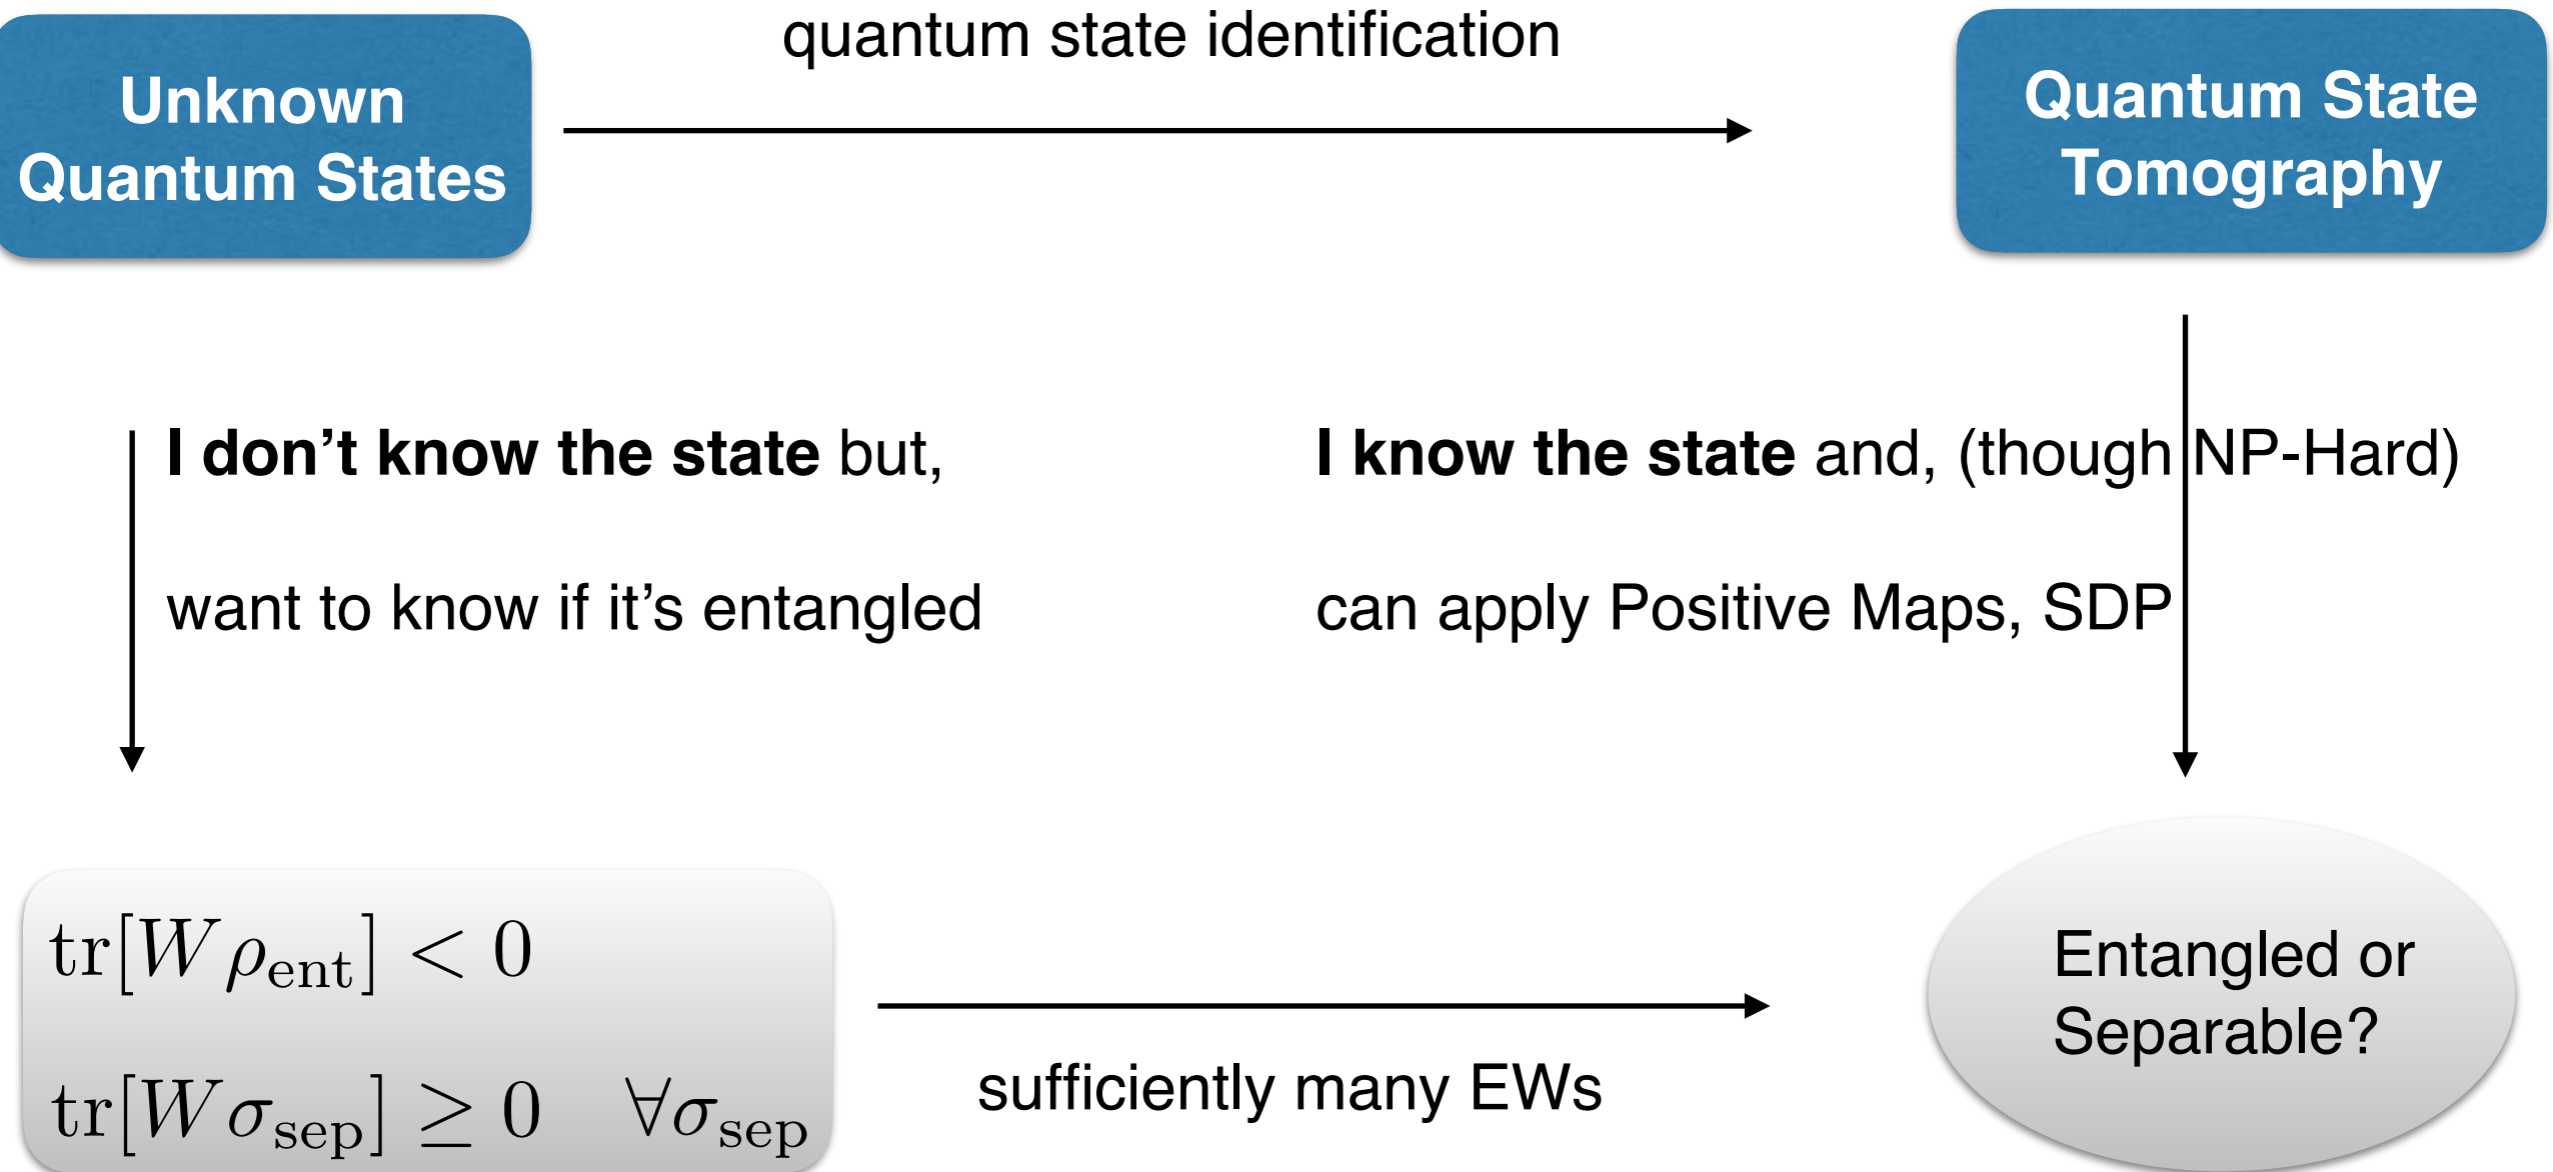 quantum state identification
Unknown
Quantum States
Quantum State
Tomography
I don’t know the state but,
want to know if it’s entangled
I know the state and, (though NP-Hard)
can apply Positive Maps, SDP
tr[Wρ_ent] < 0
tr[Wσ_sep] ≥ 0 ∀σ_sep
sufficiently many EWs
Entangled or
Separable?